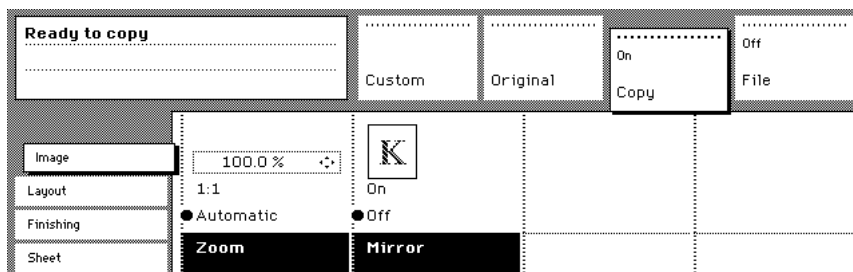 Ready to copy
Custom
Original
On
Copy
Off
File
Image
Layout
Finishing
Sheet
100.0 %
1:1
Automatic
Zoom
K
On
Off
Mirror